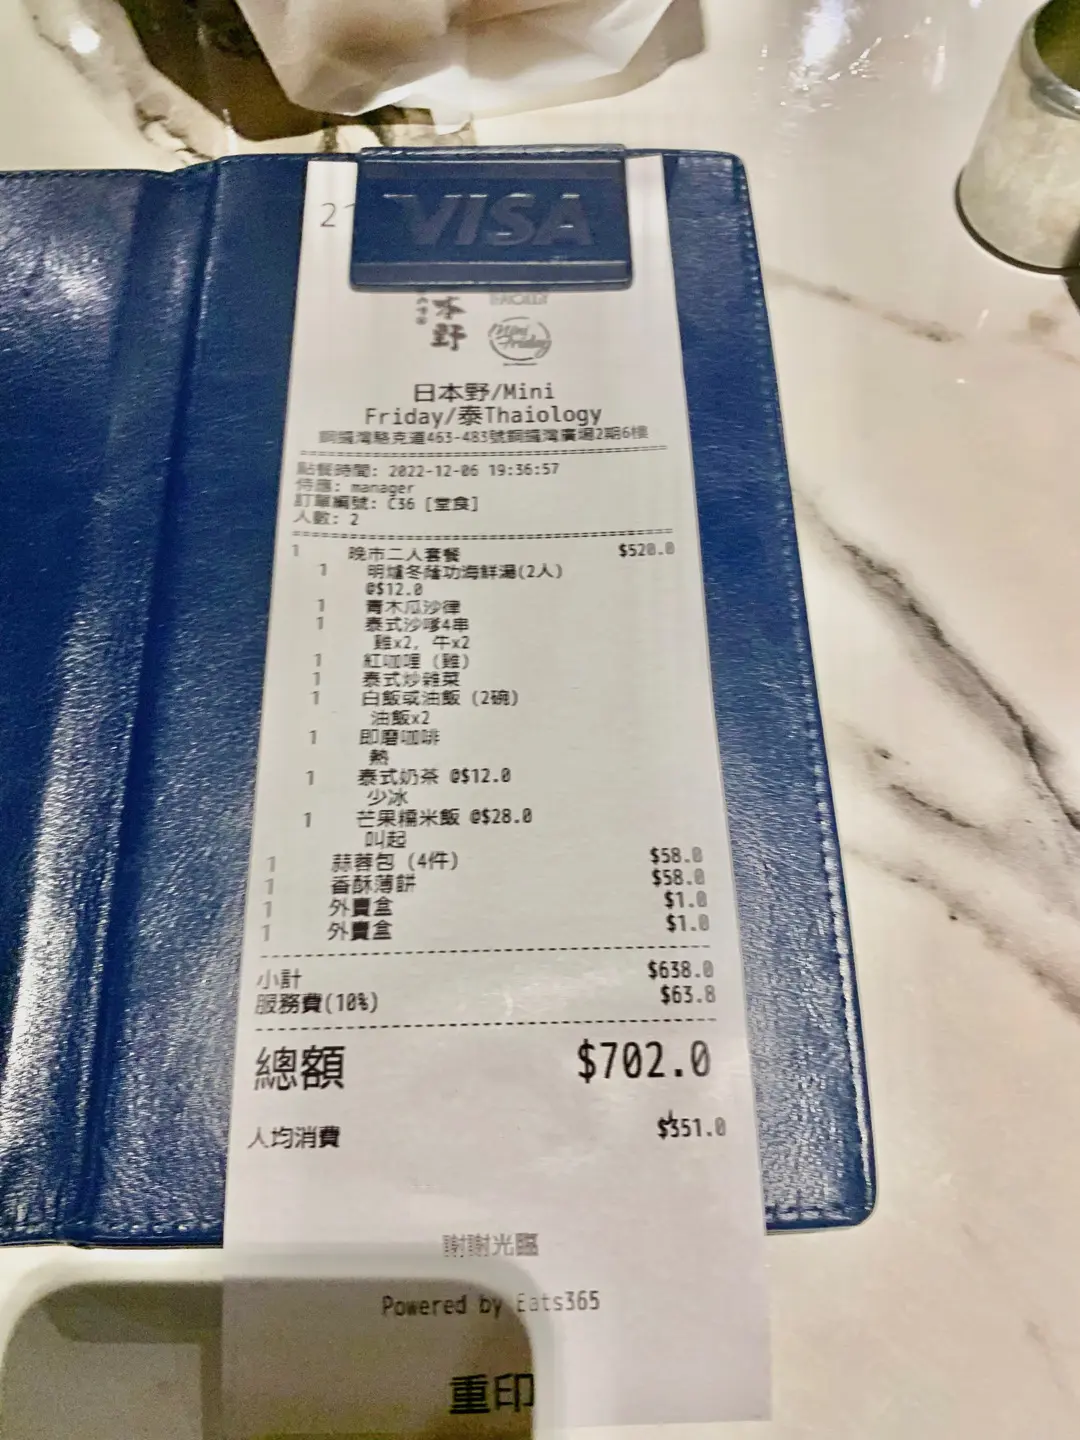 21
VISA
本
野
Mini
Friday
日本野/Mini
Friday/泰Thaiology
銅鑼灣駱克道463-483號銅鑼灣廣場2期6樓
點餐時間: 2022-12-06 19:36:57
侍應: manager
訂單編號: C36 [堂食]
人數: 2
1 晚市二人套餐 $520.0
1 明爐冬蔭功海鮮湯(2人)
@$12.0
1 青木瓜沙律
1 泰式沙嗲4串
雞x2, 牛x2
1 紅咖喱 (雞)
1 泰式炒雜菜
1 白飯或油飯 (2碗)
油飯x2
1 即磨咖啡
熱
1 泰式奶茶 @$12.0
少冰
1 芒果糯米飯 @$28.0
叫起
1 蒜蓉包 (4件) $58.0
1 香酥薄餅 $58.0
1 外賣盒 $1.0
1 外賣盒 $1.0
小計 $638.0
服務費(10%) $63.8
總額 $702.0
人均消費 $351.0
謝謝光臨
Powered by Eats365
重印